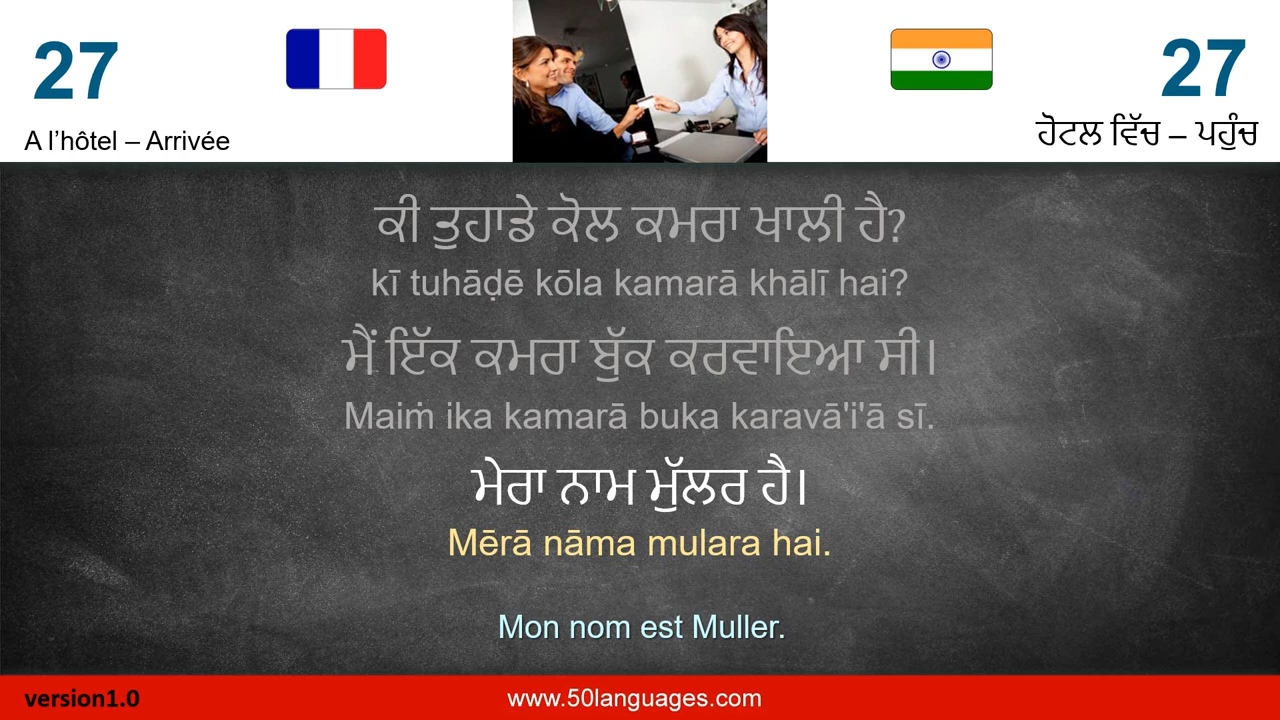 27
27
A l’hôtel – Arrivée
ਹੋਟਲ ਵਿੱਚ – ਪਹੁੰਚ
ਕੀ ਤੁਹਾਡੇ ਕੋਲ ਕਮਰਾ ਖਾਲੀ ਹੈ?
kī tuhāḍē kōla kamarā khālī hai?
ਮੈਂ ਇੱਕ ਕਮਰਾ ਬੁੱਕ ਕਰਵਾਇਆ ਸੀ।
Maiṁ ika kamarā buka karavā'i'ā sī.
ਮੇਰਾ ਨਾਮ ਮੁੱਲਰ ਹੈ।
Mērā nāma mulara hai.
Mon nom est Muller.
version1.0
www.50languages.com